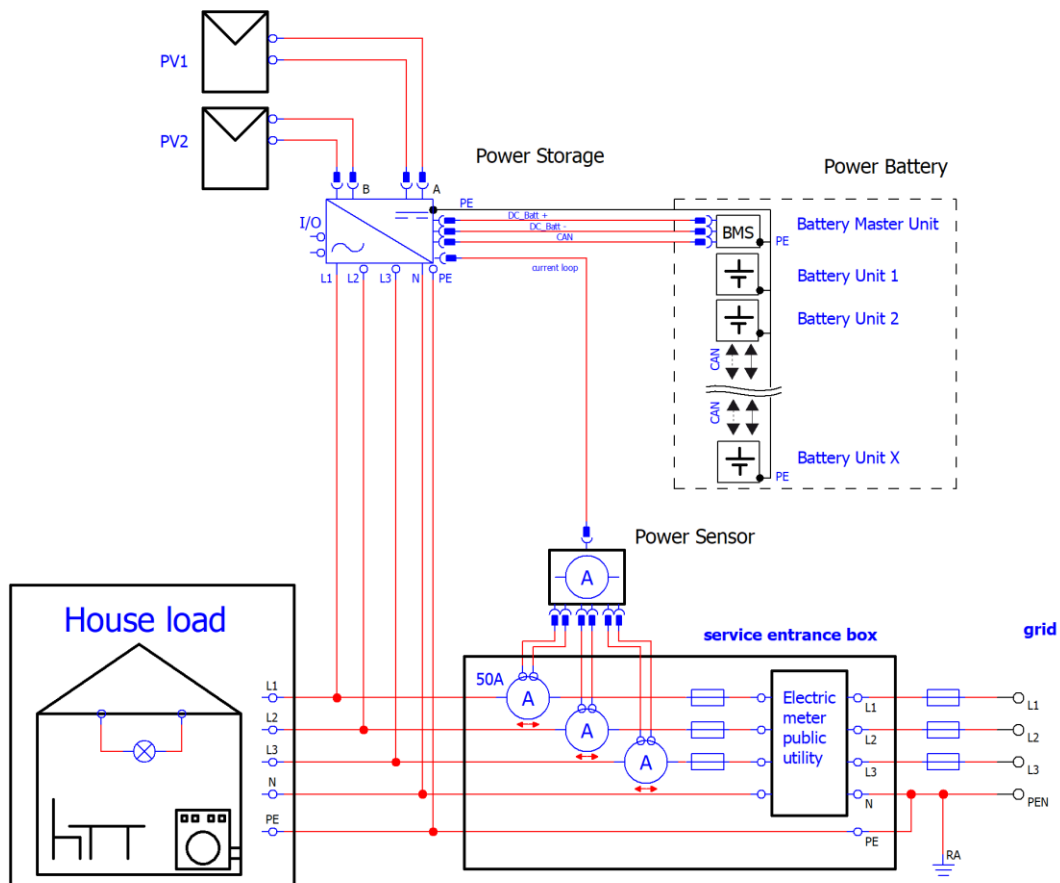 PV1
PV2
Power Storage
Power Battery
B
A
I/O
PE
DC_Batt +
DC_Batt -
CAN
BMS
PE
Battery Master Unit
L1
L2
L3
N
PE
current loop
Battery Unit 1
Battery Unit 2
CAN
CAN
Battery Unit X
PE
Power Sensor
A
House load
service entrance box
grid
50A
L1
A
L1
L1
L2
A
L2
L2
L3
A
L3
L3
Electric
meter
public
utility
N
N
PEN
PE
PE
RA